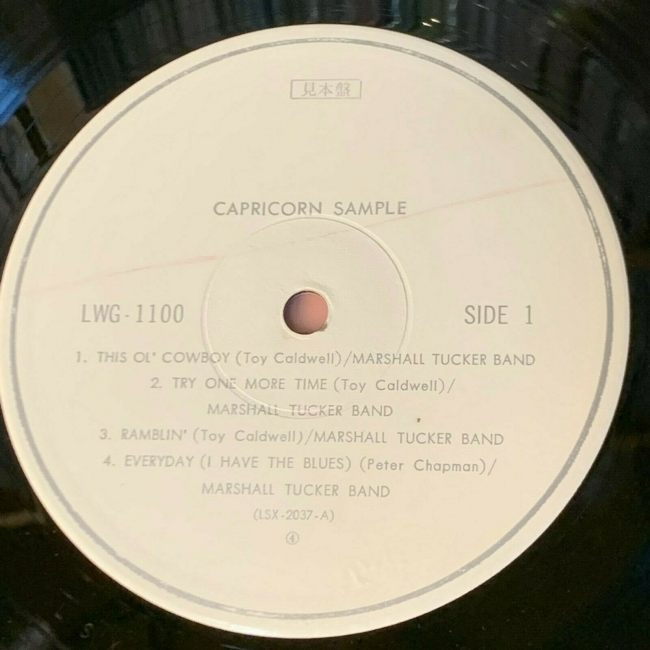 見本盤
CAPRICORN SAMPLE
LWG-1100
SIDE 1
1. THIS OL' COWBOY (Toy Caldwell)/MARSHALL TUCKER BAND
2. TRY ONE MORE TIME (Toy Caldwell)/
MARSHALL TUCKER BAND
3. RAMBLIN' (Toy Caldwell)/MARSHALL TUCKER BAND
4. EVERYDAY (I HAVE THE BLUES) (Peter Chapman)/
MARSHALL TUCKER BAND
(LSX-2037-A)
④